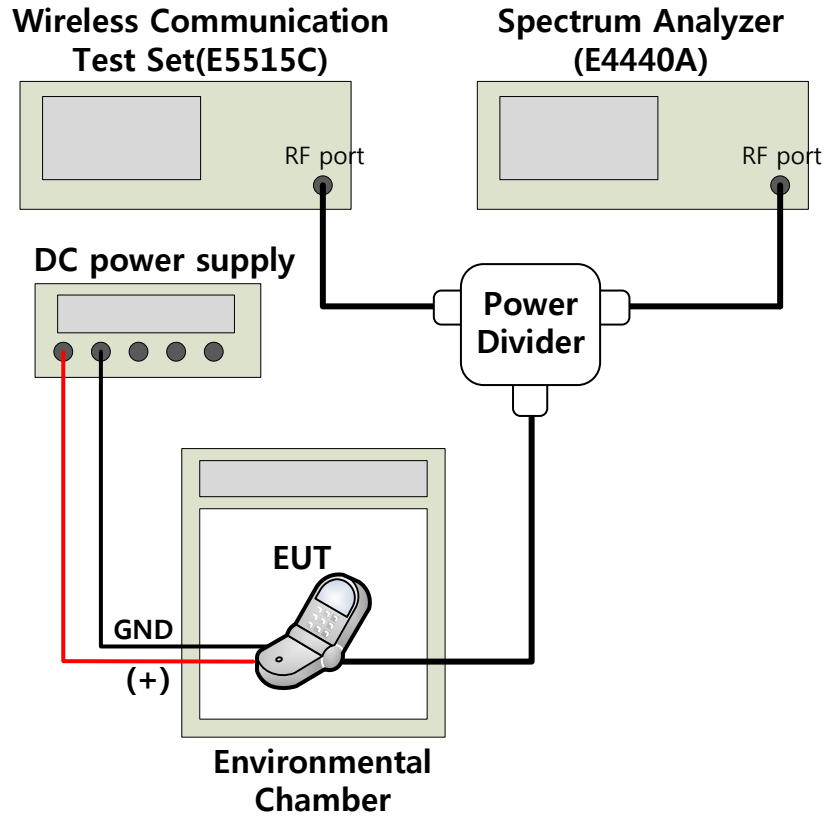 Wireless Communication
Test Set(E5515C)
Spectrum Analyzer
(E4440A)
RF port
RF port
DC power supply
Power
Divider
EUT
GND
(+)
Environmental
Chamber